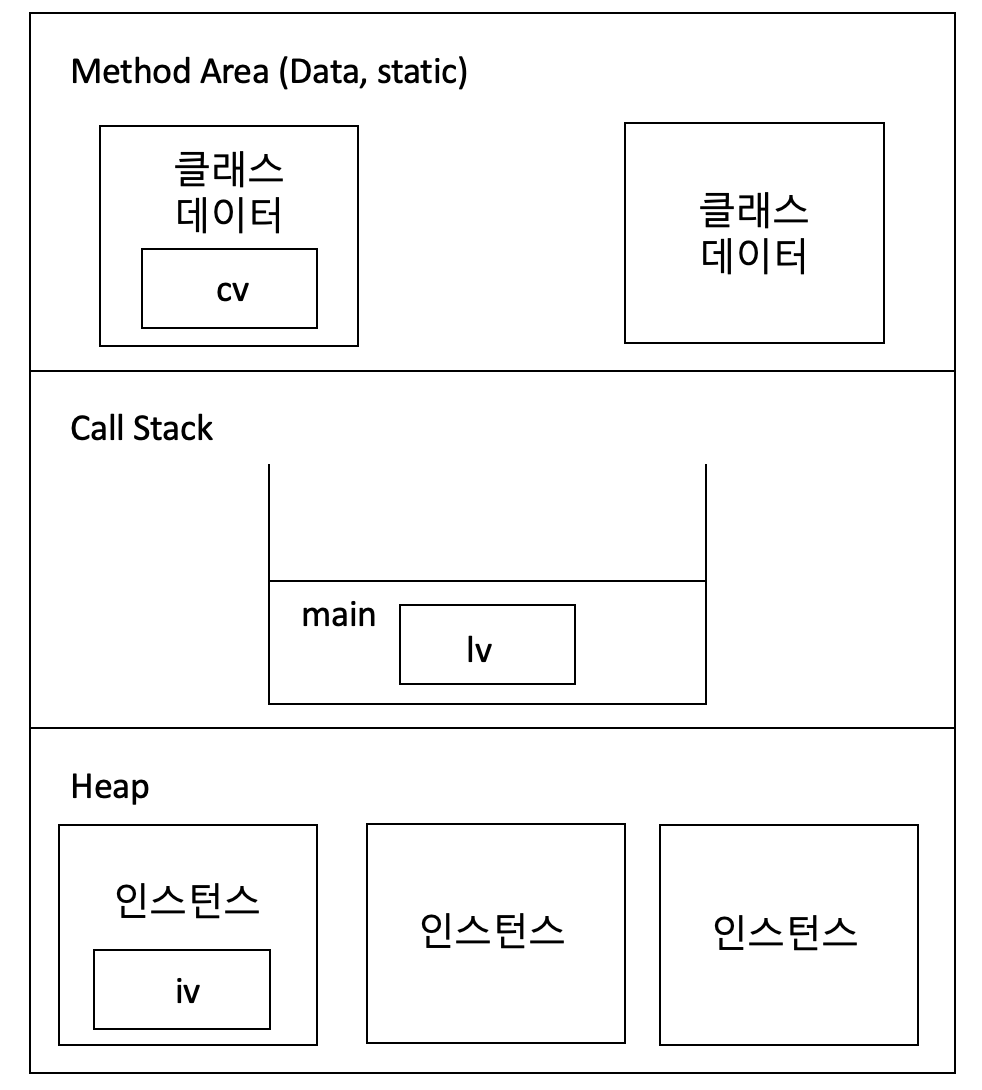 Method Area (Data, static)
클래스
데이터
cv
클래스
데이터
Call Stack
main
lv
Heap
인스턴스
iv
인스턴스
인스턴스